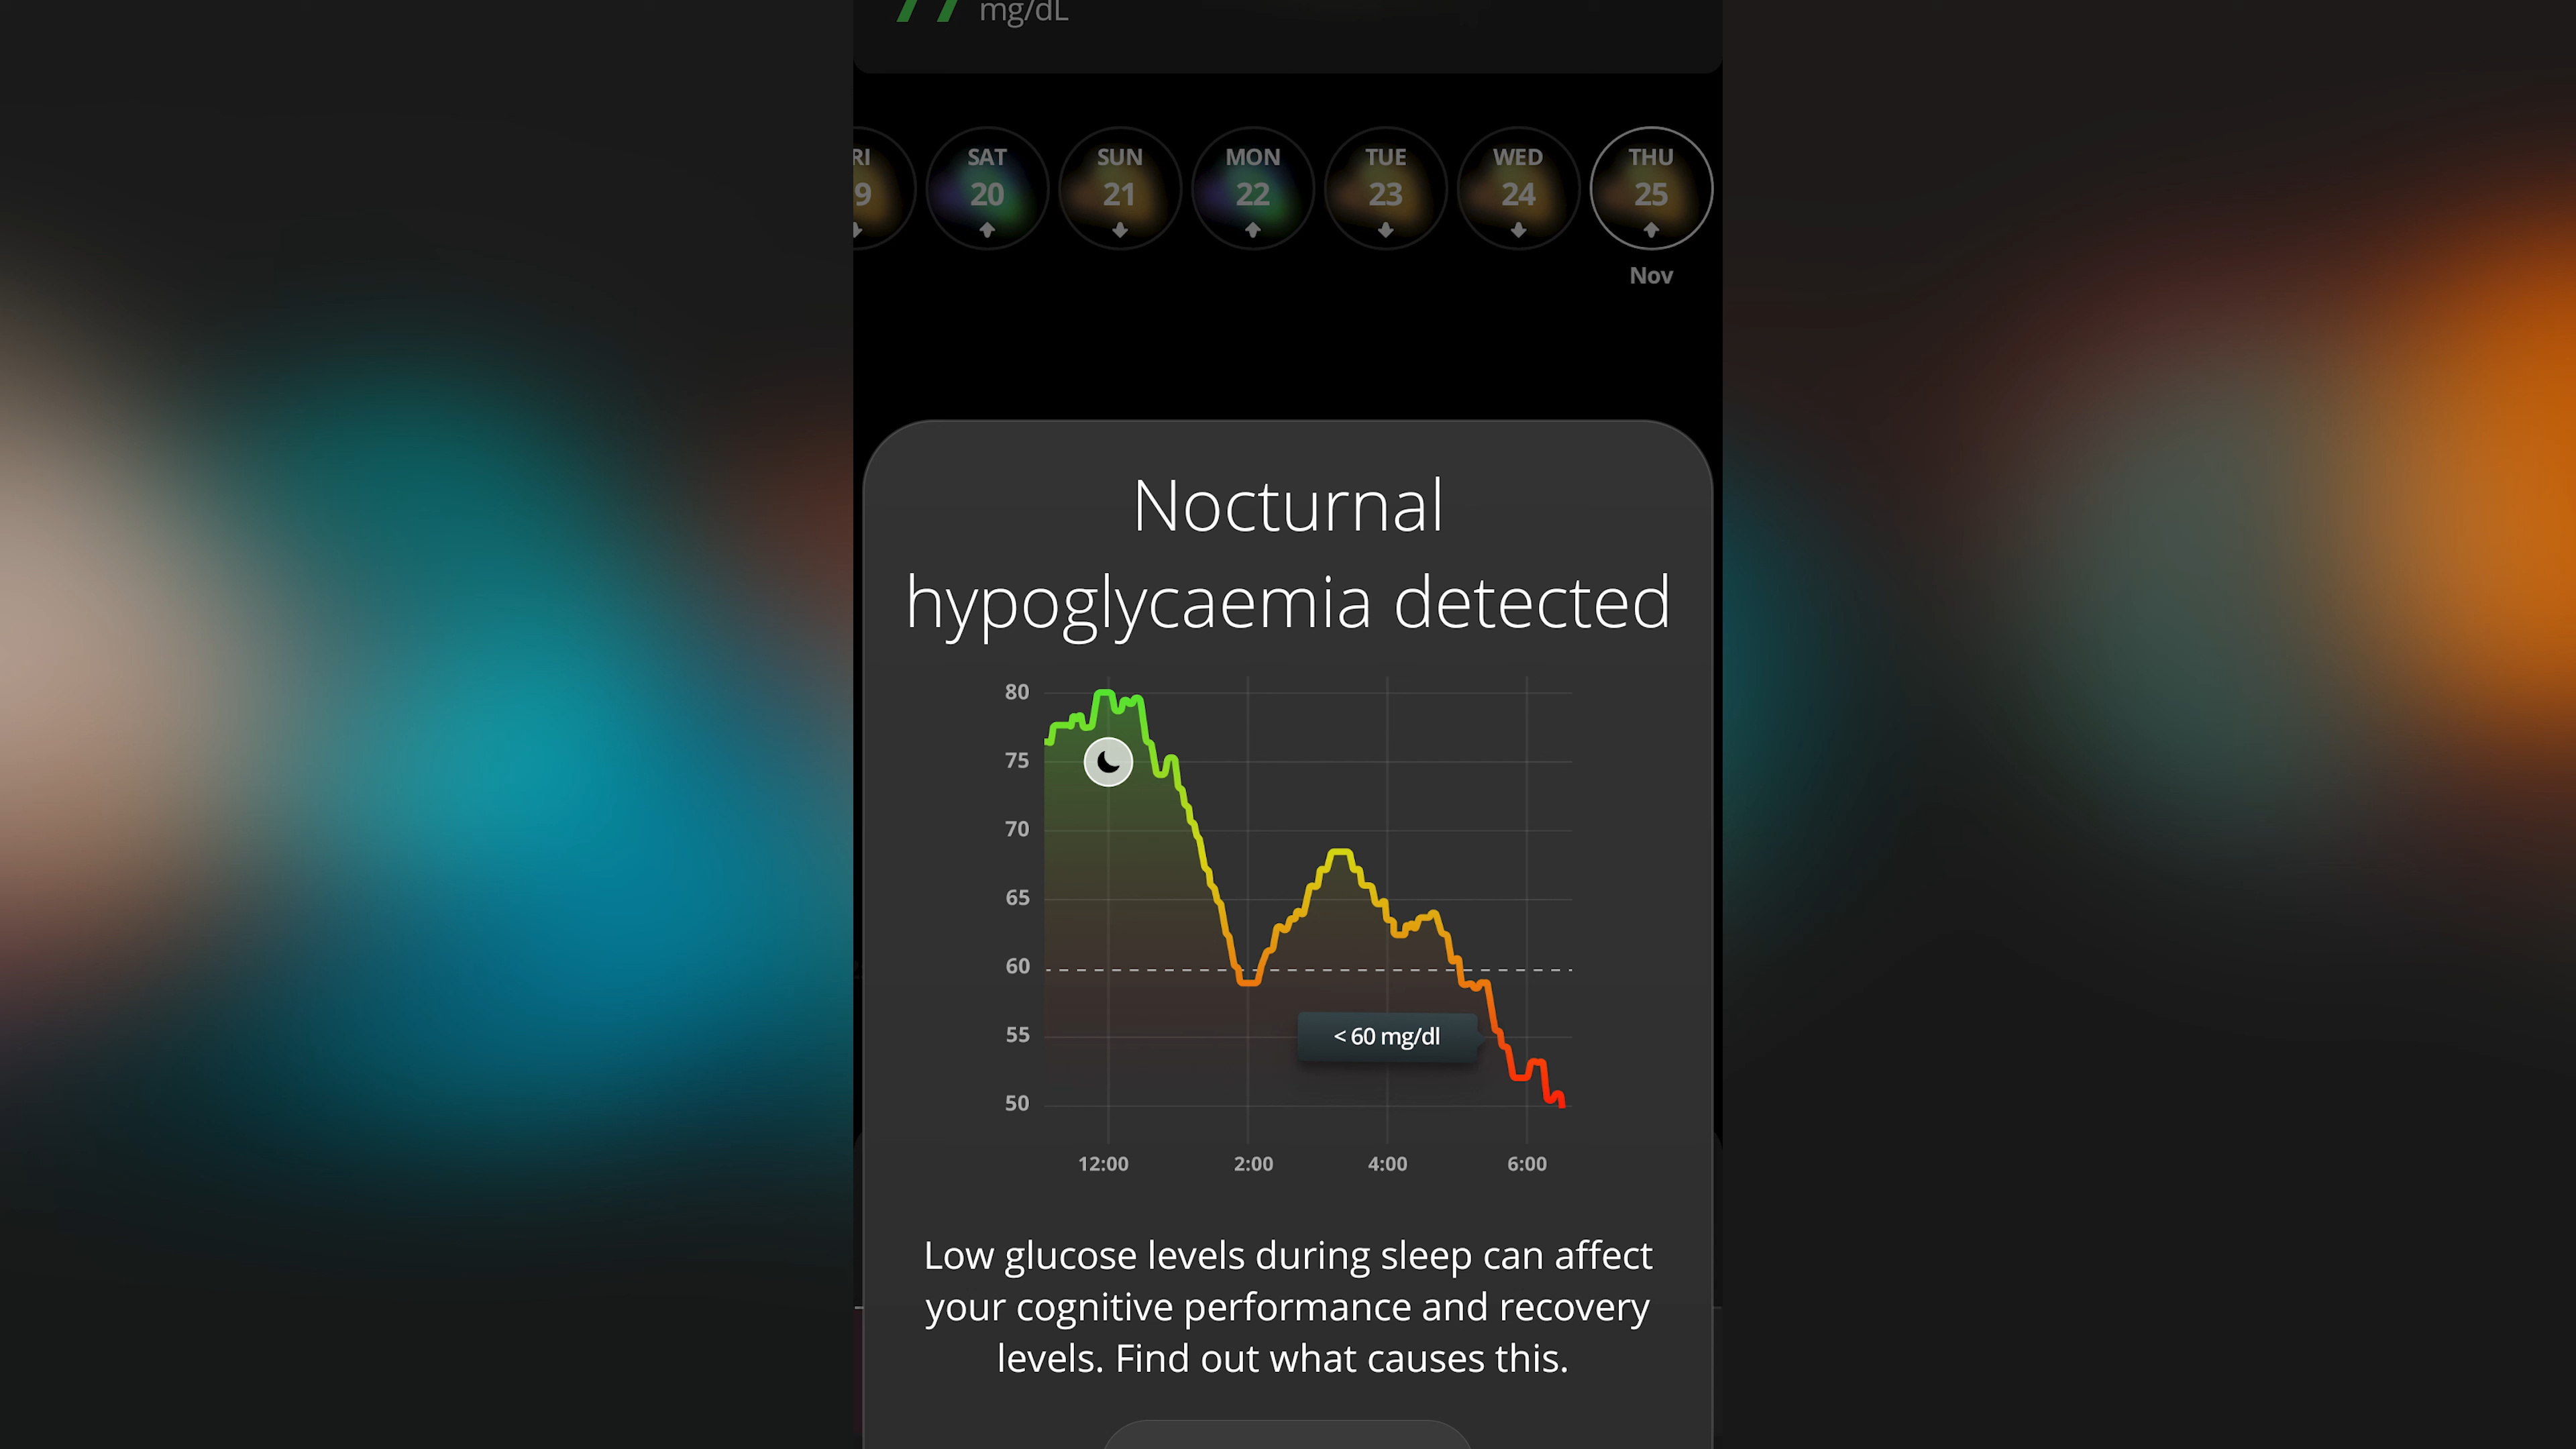 mg/dL
SAT SUN MON TUE WED THU
20 21 22 23 24 25
Nov
Nocturnal
hypoglycaemia detected
80
75
70
65
60
55
< 60 mg/dl
50
12:00 2:00 4:00 6:00
Low glucose levels during sleep can affect
your cognitive performance and recovery
levels. Find out what causes this.